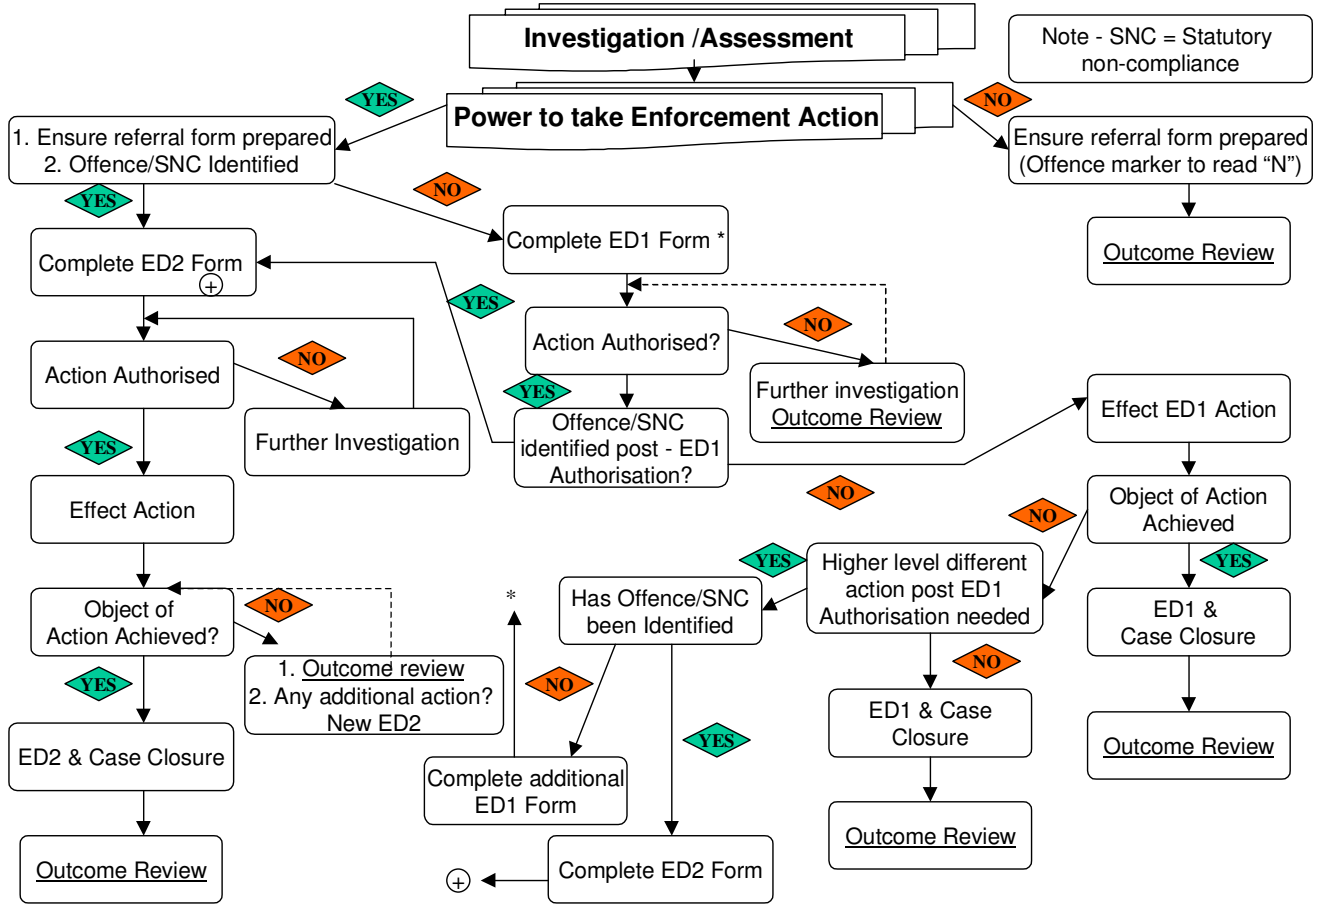 Investigation /Assessment
Note - SNC = Statutory
non-compliance
YES
NO
Power to take Enforcement Action
1. Ensure referral form prepared
2. Offence/SNC Identified
Ensure referral form prepared
(Offence marker to read “N”)
YES
NO
Complete ED1 Form *
Outcome Review
Complete ED2 Form
+
YES
NO
Action Authorised?
NO
Action Authorised
Further investigation
Outcome Review
YES
Effect ED1 Action
Offence/SNC
identified post - ED1
Authorisation?
Further Investigation
YES
NO
Effect Action
Object of Action
Achieved
NO
YES
YES
Higher level different
action post ED1
Authorisation needed
Has Offence/SNC
been Identified
*
NO
Object of
Action Achieved?
ED1 &
Case Closure
1. Outcome review
2. Any additional action?
New ED2
YES
NO
NO
ED1 & Case
Closure
YES
Outcome Review
ED2 & Case Closure
Complete additional
ED1 Form
Outcome Review
Outcome Review
+
Complete ED2 Form